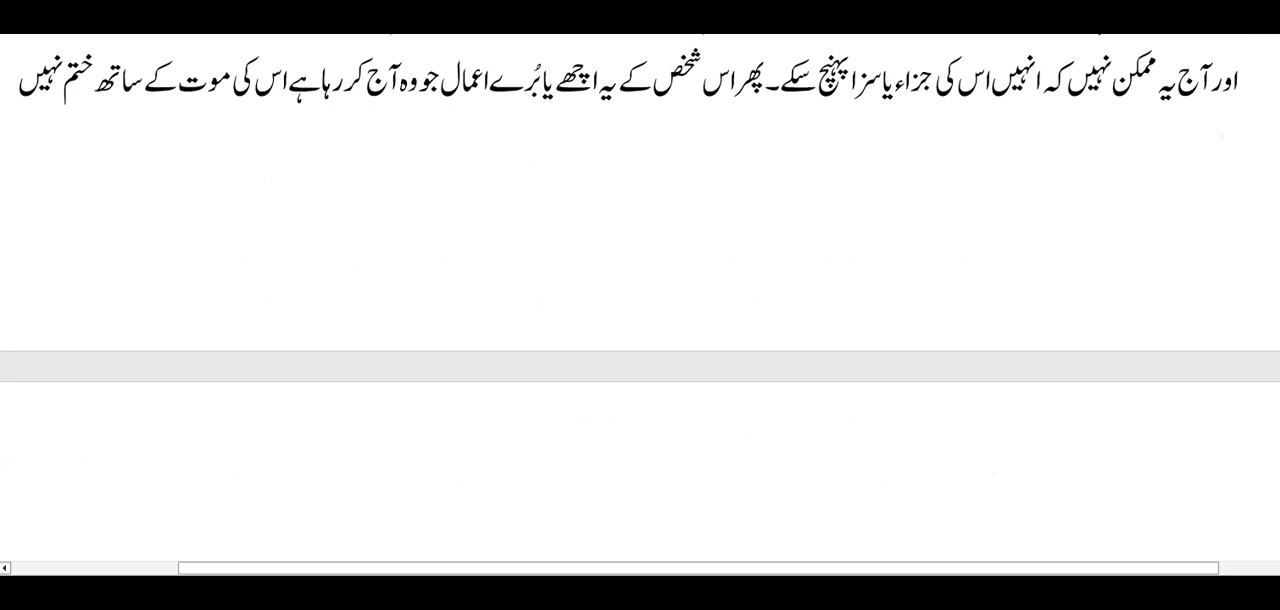 اور آج یہ ممکن نہیں کہ انہیں اس کی جزاء یا سزا پہنچ سکے۔ پھر اس شخص کے یہ اچھے یا بُرے اعمال جو وہ آج کر رہا ہے اس کی موت کے ساتھ ختم نہیں